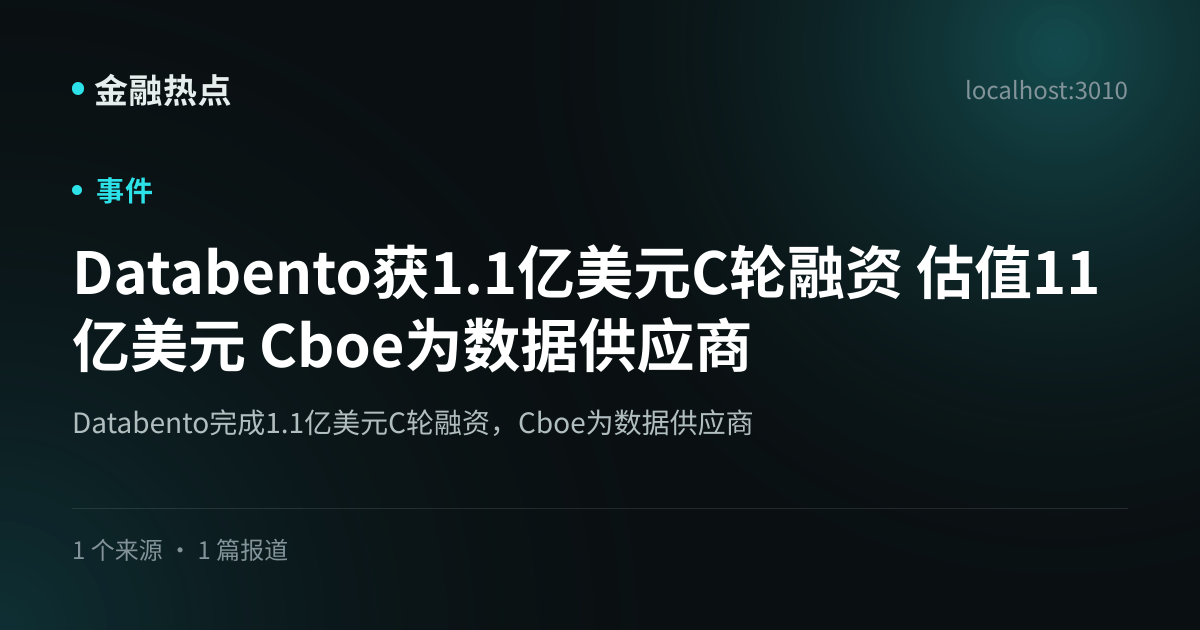 金融热点
localhost:3010
事件
Databento获1.1亿美元C轮融资 估值11
亿美元 Cboe为数据供应商
Databento完成1.1亿美元C轮融资，Cboe为数据供应商
1 个来源 · 1 篇报道